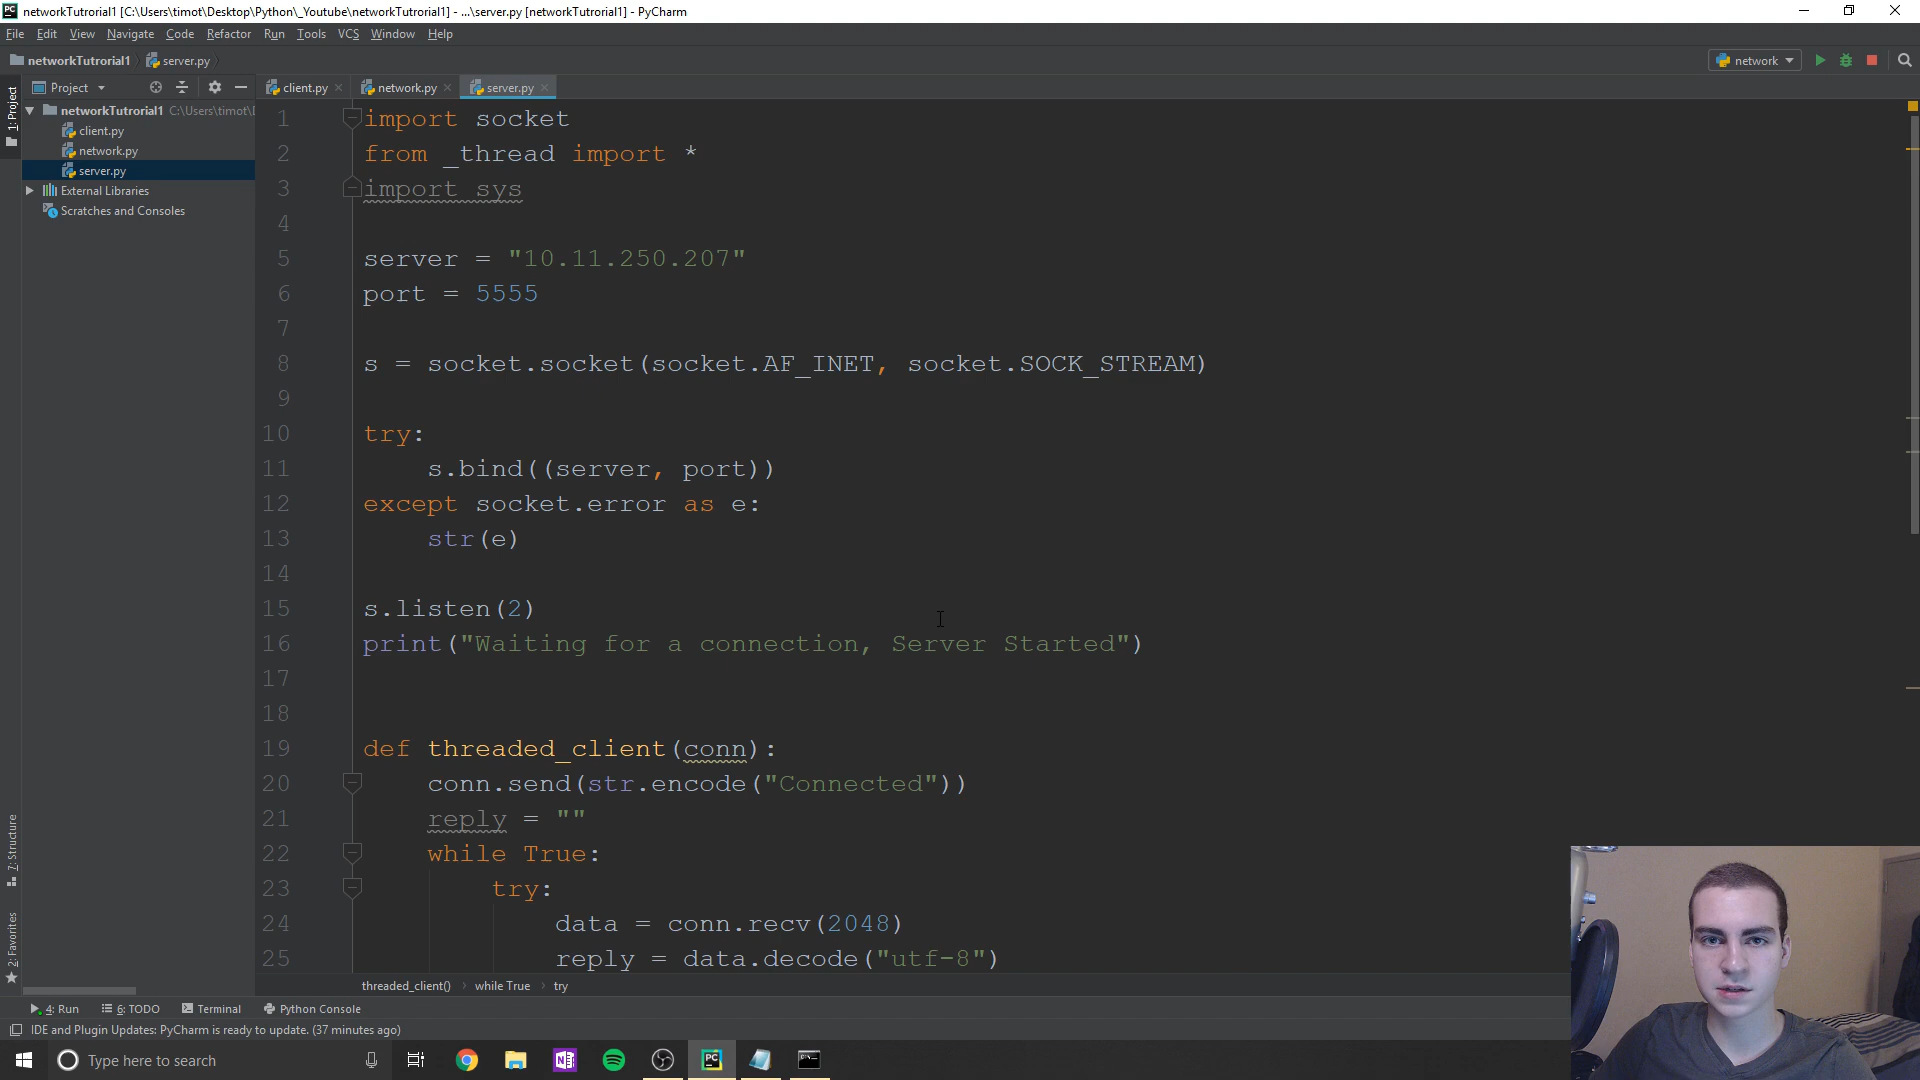 networkTutrorial1 [C:\Users\timot\Desktop\Python\_Youtube\networkTutrorial1] - ...\server.py [networkTutrorial1] - PyCharm
File Edit View Navigate Code Refactor Run Tools VCS Window Help
networkTutrorial1 server.py network
Project client.py network.py server.py
1: Project
networkTutrorial1 C:\Users\timot\
client.py
network.py
server.py
External Libraries
Scratches and Consoles
1 import socket
2 from _thread import *
3 import sys
4
5 server = "10.11.250.207"
6 port = 5555
7
8 s = socket.socket(socket.AF_INET, socket.SOCK_STREAM)
9
10 try:
11 s.bind((server, port))
12 except socket.error as e:
13 str(e)
14
15 s.listen(2)
16 print("Waiting for a connection, Server Started")
17
18
19 def threaded_client(conn):
20 conn.send(str.encode("Connected"))
21 reply = ""
22 while True:
23 try:
24 data = conn.recv(2048)
25 reply = data.decode("utf-8")
7: Structure
2: Favorites
threaded_client() › while True › try
4: Run 6: TODO Terminal Python Console
IDE and Plugin Updates: PyCharm is ready to update. (37 minutes ago)
Type here to search